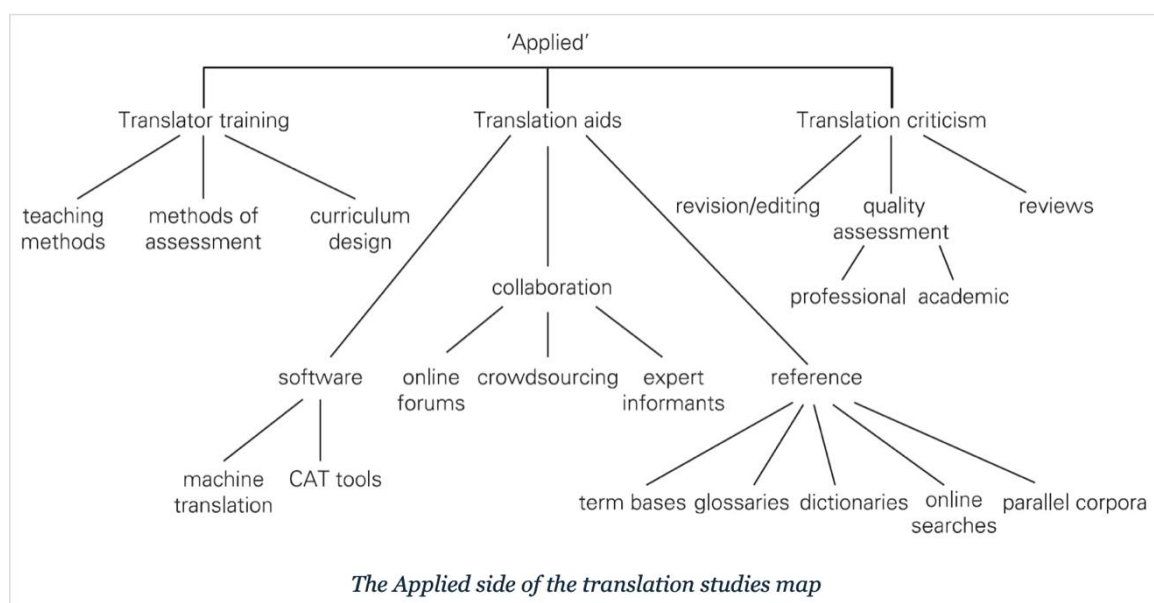 ‘Applied’
Translator training
Translation aids
Translation criticism
teaching
methods
methods of
assessment
curriculum
design
revision/editing
quality
assessment
reviews
professional
academic
collaboration
software
online
forums
crowdsourcing
expert
informants
reference
machine
translation
CAT tools
term bases
glossaries
dictionaries
online
searches
parallel corpora
The Applied side of the translation studies map